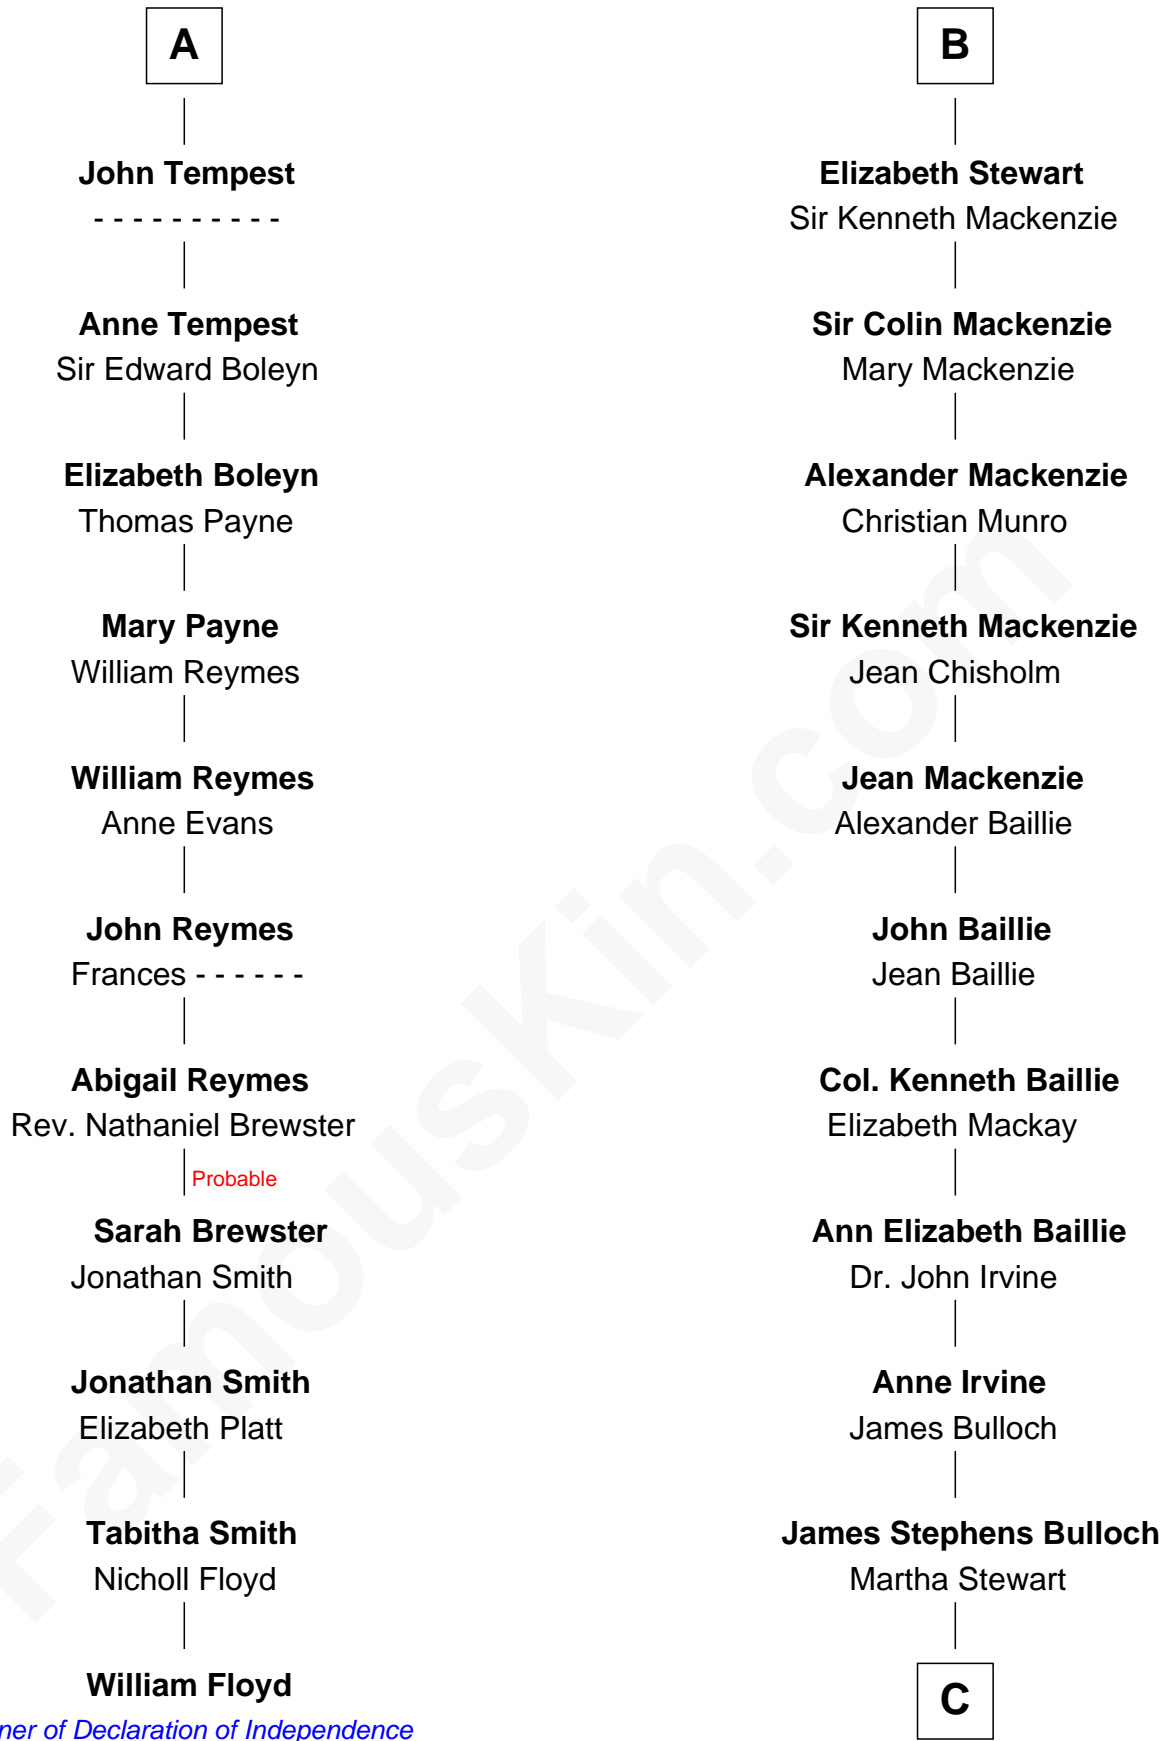 A
John Tempest
- - - - - - - - - -
Anne Tempest
Sir Edward Boleyn
Elizabeth Boleyn
Thomas Payne
Mary Payne
William Reymes
William Reymes
Anne Evans
John Reymes
Frances - - - - - -
Abigail Reymes
Rev. Nathaniel Brewster
Probable
Sarah Brewster
Jonathan Smith
Jonathan Smith
Elizabeth Platt
Tabitha Smith
Nicholl Floyd
William Floyd
ner of Declaration of Independence
B
Elizabeth Stewart
Sir Kenneth Mackenzie
Sir Colin Mackenzie
Mary Mackenzie
Alexander Mackenzie
Christian Munro
Sir Kenneth Mackenzie
Jean Chisholm
Jean Mackenzie
Alexander Baillie
John Baillie
Jean Baillie
Col. Kenneth Baillie
Elizabeth Mackay
Ann Elizabeth Baillie
Dr. John Irvine
Anne Irvine
James Bulloch
James Stephens Bulloch
Martha Stewart
C
FamousKin.com